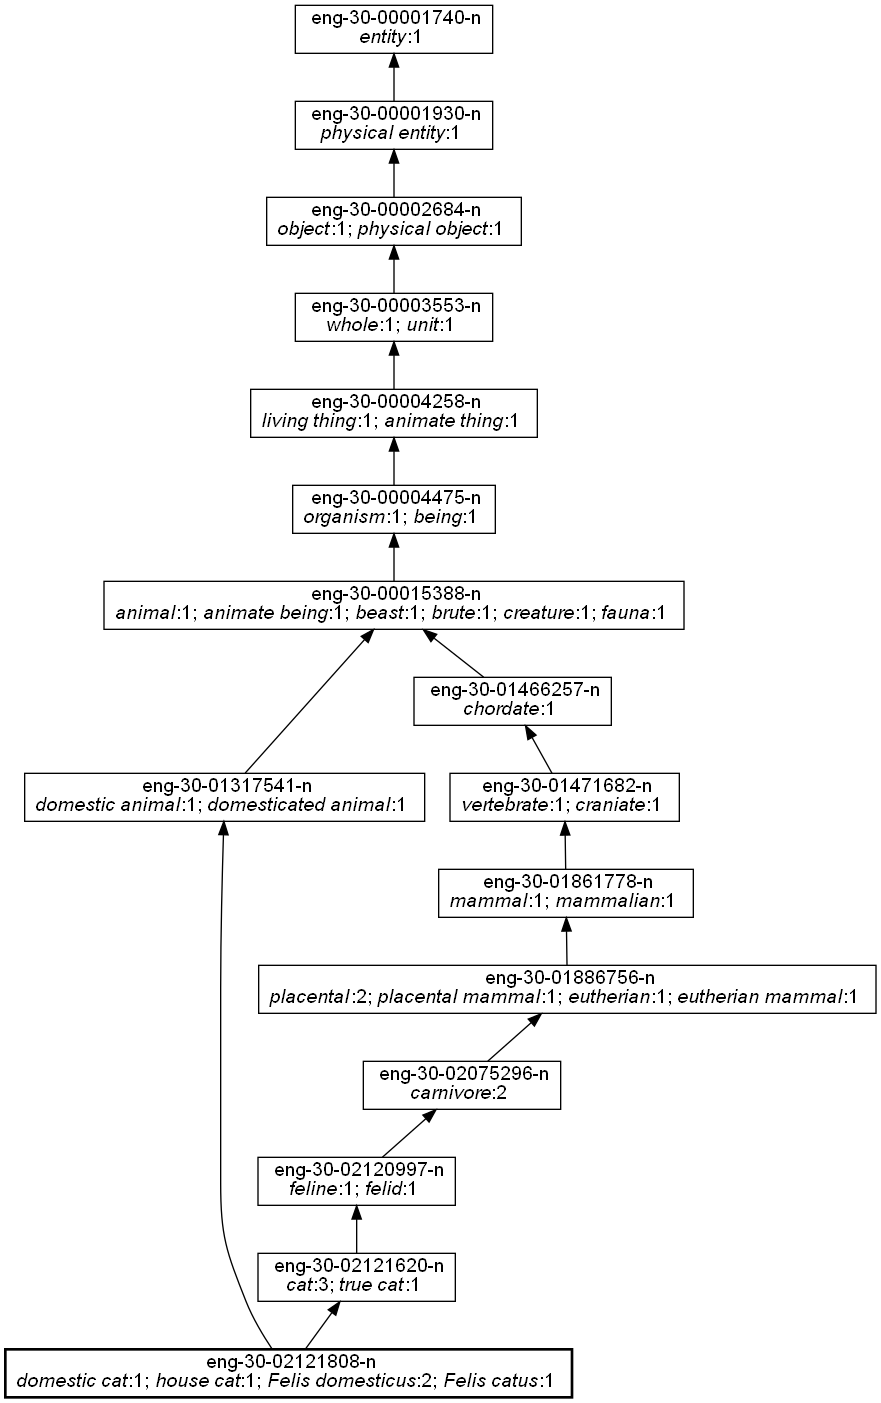 eng-30-00001740-n
entity:1
eng-30-00001930-n
physical entity:1
eng-30-00002684-n
object:1; physical object:1
eng-30-00003553-n
whole:1; unit:1
eng-30-00004258-n
living thing:1; animate thing:1
eng-30-00004475-n
organism:1; being:1
eng-30-00015388-n
animal:1; animate being:1; beast:1; brute:1; creature:1; fauna:1
eng-30-01466257-n
chordate:1
eng-30-01317541-n
domestic animal:1; domesticated animal:1
eng-30-01471682-n
vertebrate:1; craniate:1
eng-30-01861778-n
mammal:1; mammalian:1
eng-30-01886756-n
placental:2; placental mammal:1; eutherian:1; eutherian mammal:1
eng-30-02075296-n
carnivore:2
eng-30-02120997-n
feline:1; felid:1
eng-30-02121620-n
cat:3; true cat:1
eng-30-02121808-n
domestic cat:1; house cat:1; Felis domesticus:2; Felis catus:1